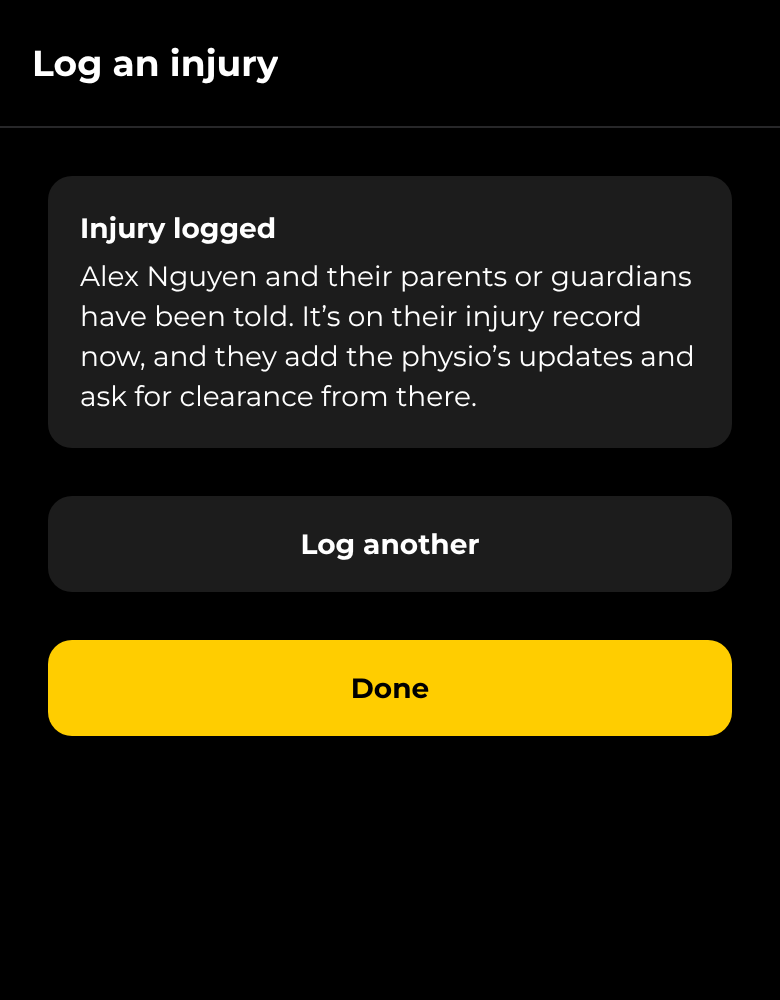 Log an injury
Injury logged
Alex Nguyen and their parents or guardians
have been told. It’s on their injury record
now, and they add the physio’s updates and
ask for clearance from there.
Log another
Done